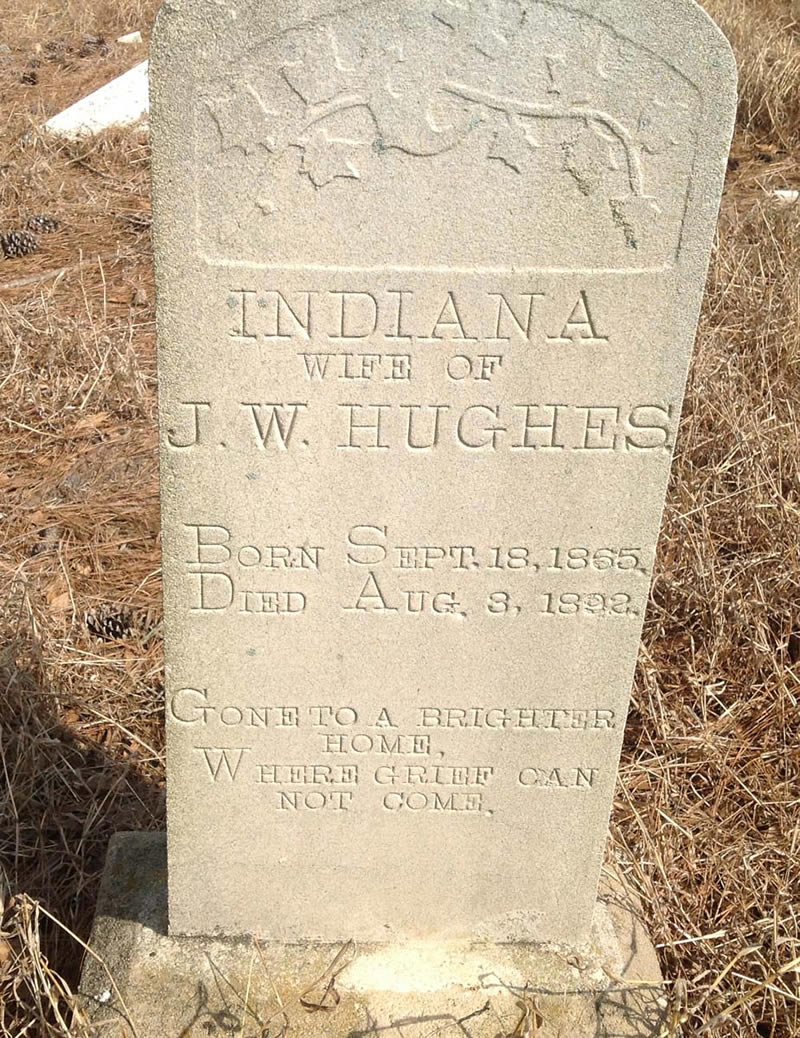 INDIANA
WIFE OF
J. W. HUGHES
BORN SEPT. 18, 1865.
DIED AUG. 3, 1892.
GONE TO A BRIGHTER
HOME,
WHERE GRIEF CAN
NOT COME.